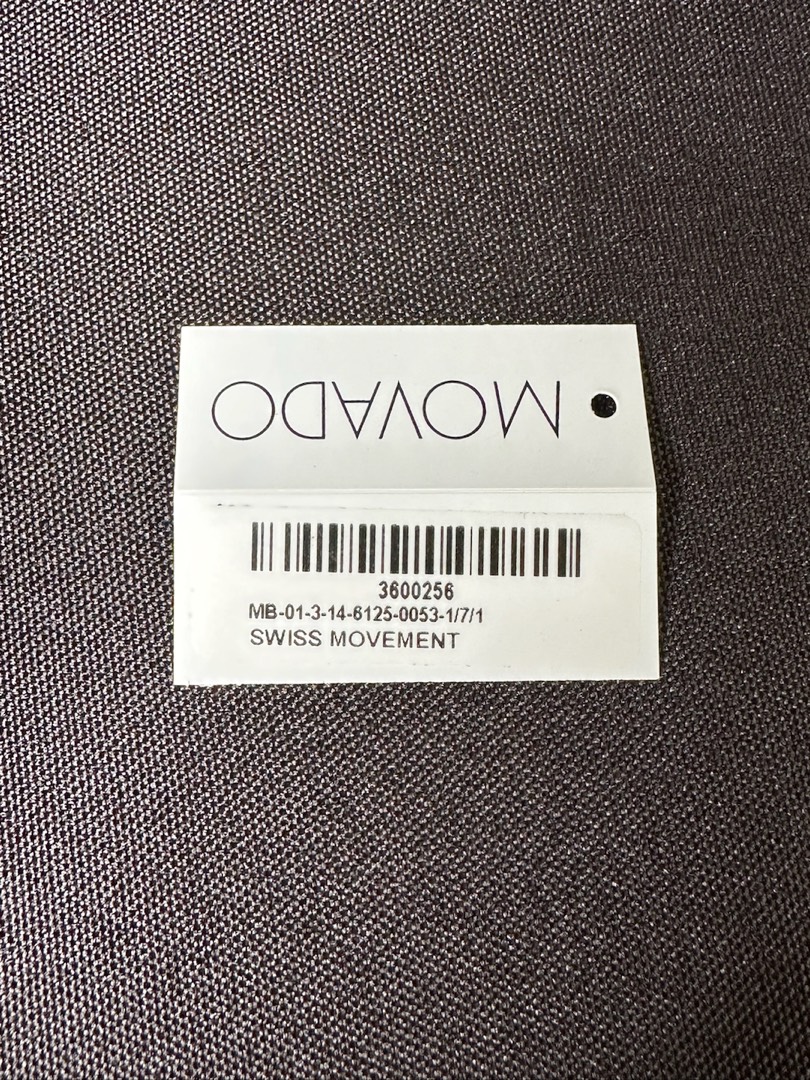 MOVADO
3600256
MB-01-3-14-6125-0053-1/7/1
SWISS MOVEMENT